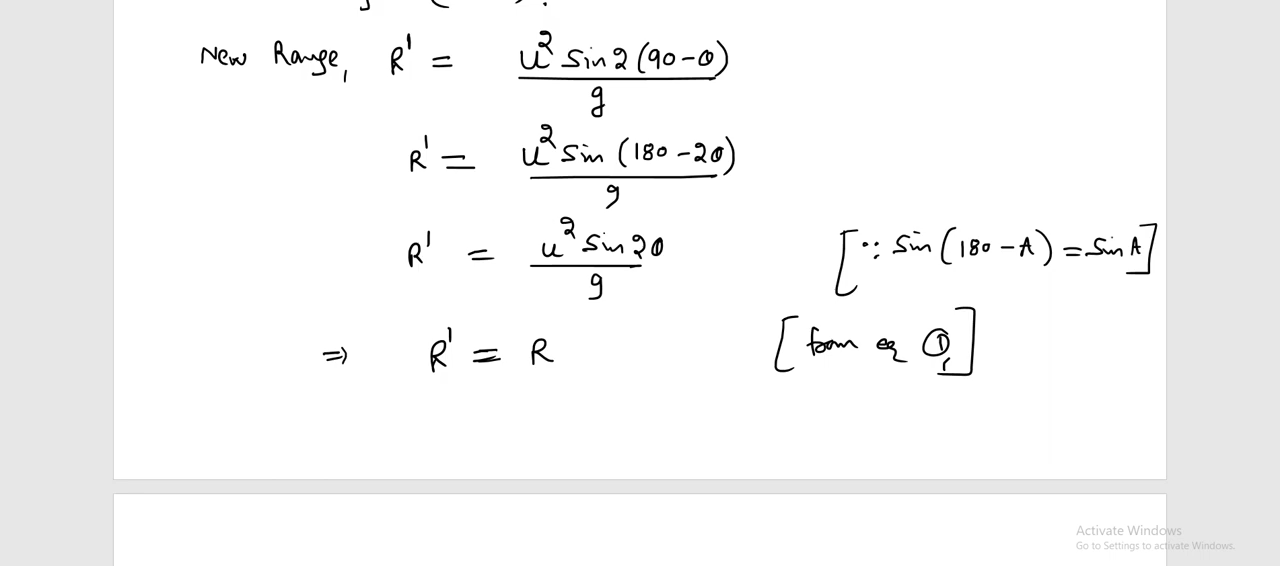 New Range, R' = u² sin 2 (90-θ) / g
R' = u² sin (180-2θ) / g
R' = u² sin 2θ / g [∵ sin (180 - A) = sin A]
⇒ R' = R [from eq ①]
Activate Windows
Go to Settings to activate Windows.